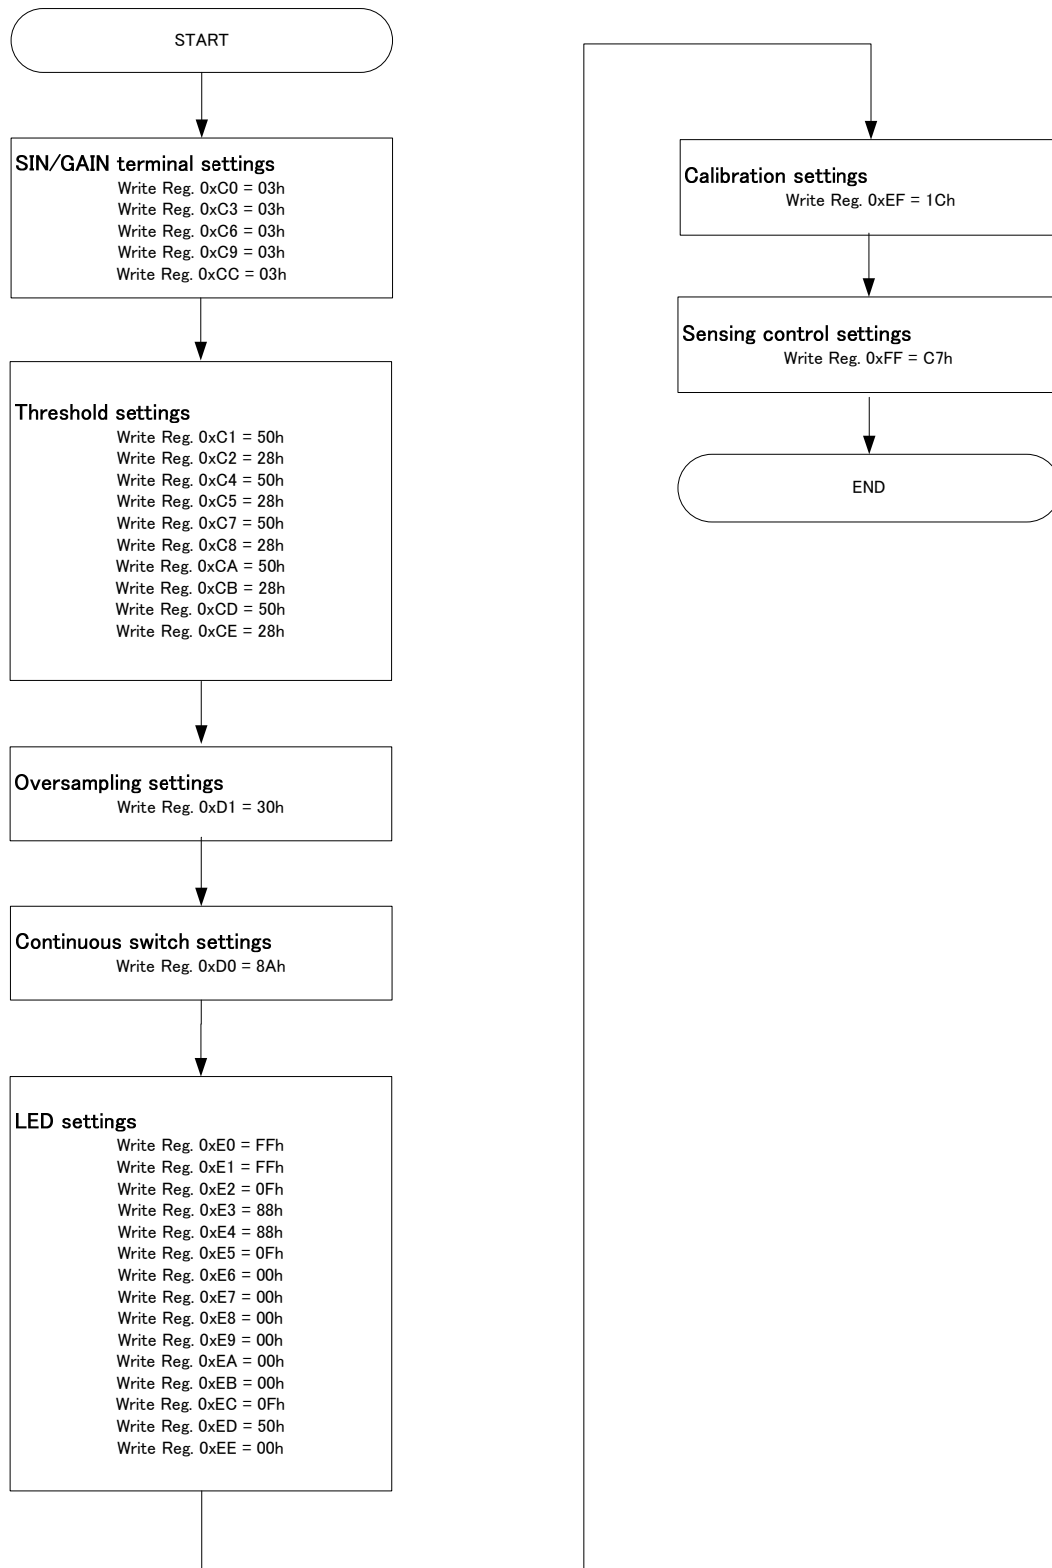 START
SIN/GAIN terminal settings
Write Reg. 0xC0 = 03h
Write Reg. 0xC3 = 03h
Write Reg. 0xC6 = 03h
Write Reg. 0xC9 = 03h
Write Reg. 0xCC = 03h
Threshold settings
Write Reg. 0xC1 = 50h
Write Reg. 0xC2 = 28h
Write Reg. 0xC4 = 50h
Write Reg. 0xC5 = 28h
Write Reg. 0xC7 = 50h
Write Reg. 0xC8 = 28h
Write Reg. 0xCA = 50h
Write Reg. 0xCB = 28h
Write Reg. 0xCD = 50h
Write Reg. 0xCE = 28h
Oversampling settings
Write Reg. 0xD1 = 30h
Continuous switch settings
Write Reg. 0xD0 = 8Ah
LED settings
Write Reg. 0xE0 = FFh
Write Reg. 0xE1 = FFh
Write Reg. 0xE2 = 0Fh
Write Reg. 0xE3 = 88h
Write Reg. 0xE4 = 88h
Write Reg. 0xE5 = 0Fh
Write Reg. 0xE6 = 00h
Write Reg. 0xE7 = 00h
Write Reg. 0xE8 = 00h
Write Reg. 0xE9 = 00h
Write Reg. 0xEA = 00h
Write Reg. 0xEB = 00h
Write Reg. 0xEC = 0Fh
Write Reg. 0xED = 50h
Write Reg. 0xEE = 00h
Calibration settings
Write Reg. 0xEF = 1Ch
Sensing control settings
Write Reg. 0xFF = C7h
END